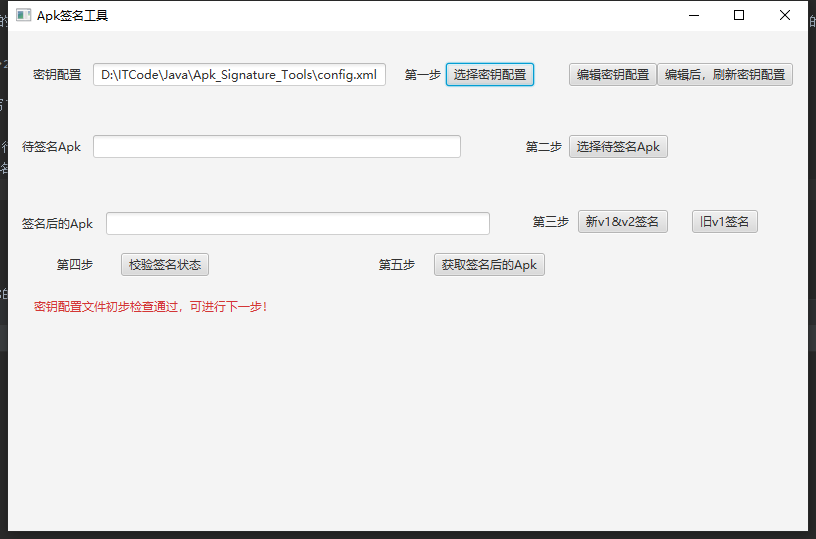 Apk签名工具
密钥配置 D:\ITCode\Java\Apk_Signature_Tools\config.xml 第一步 选择密钥配置 编辑密钥配置 编辑后，刷新密钥配置
待签名Apk 第二步 选择待签名Apk
签名后的Apk 第三步 新v1&v2签名 旧v1签名
第四步 校验签名状态 第五步 获取签名后的Apk
密钥配置文件初步检查通过，可进行下一步！